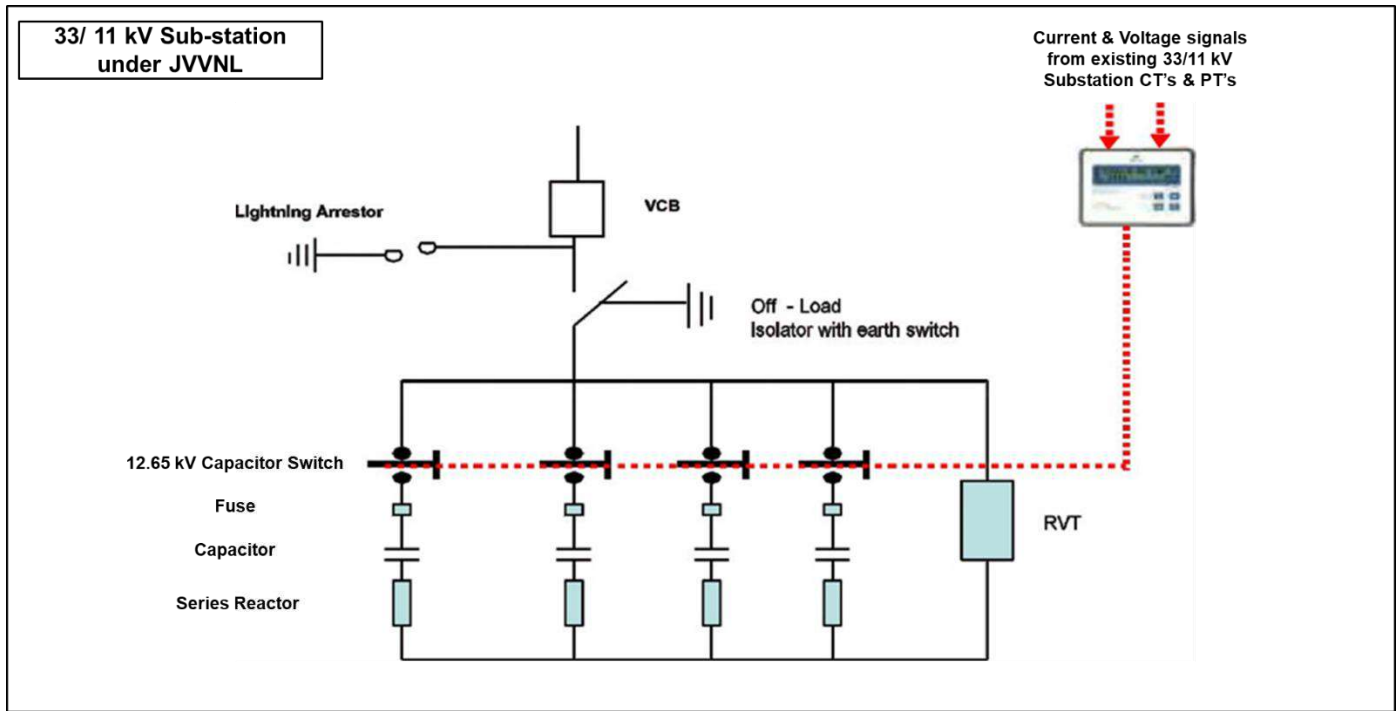 33/ 11 kV Sub-station
under JVVNL
Current & Voltage signals
from existing 33/11 kV
Substation CT's & PT's
Lightning Arrestor
VCB
Off - Load
Isolator with earth switch
12.65 kV Capacitor Switch
Fuse
Capacitor
Series Reactor
RVT